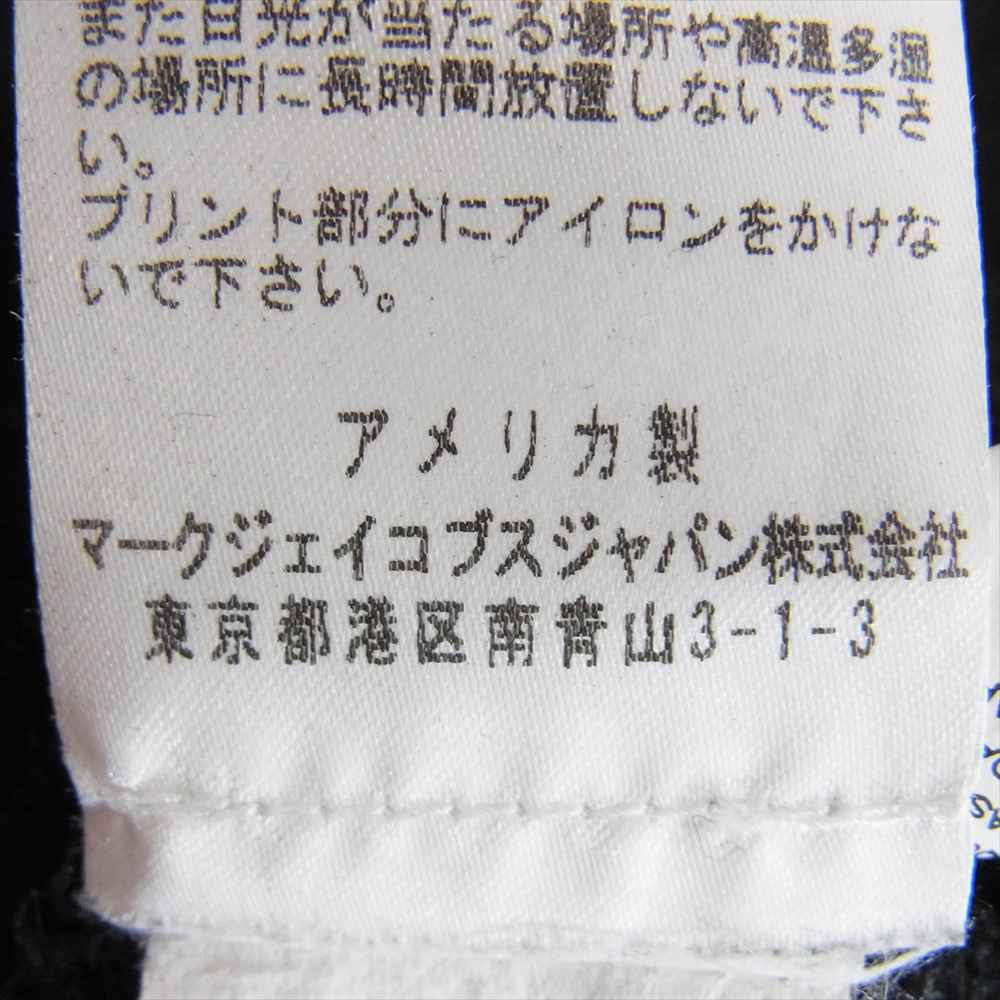 また日光が当たる場所や高温多湿
の場所に長時間放置しないで下さ
い。
プリント部分にアイロンをかけな
いで下さい。
アメリカ製
マークジェイコブスジャパン株式会社
東京都港区南青山3-1-3